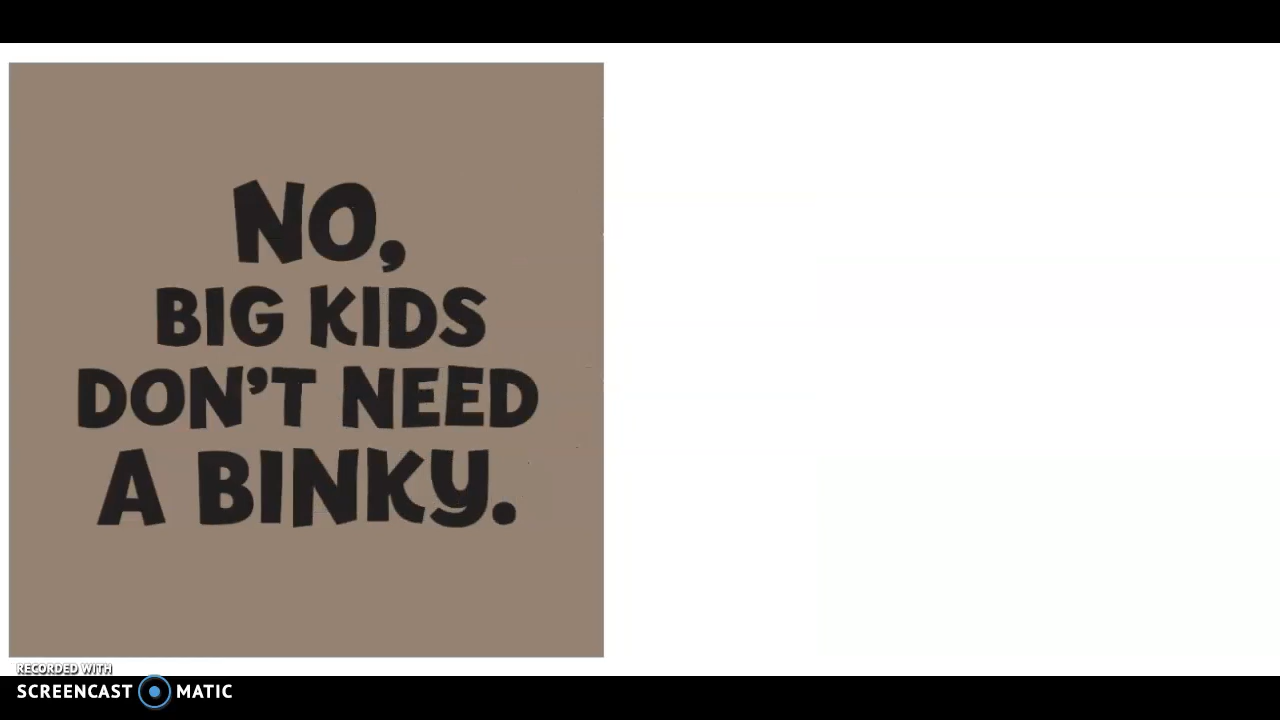 NO,
BIG KIDS
DON'T NEED
A BINKY.
RECORDED WITH
SCREENCAST MATIC